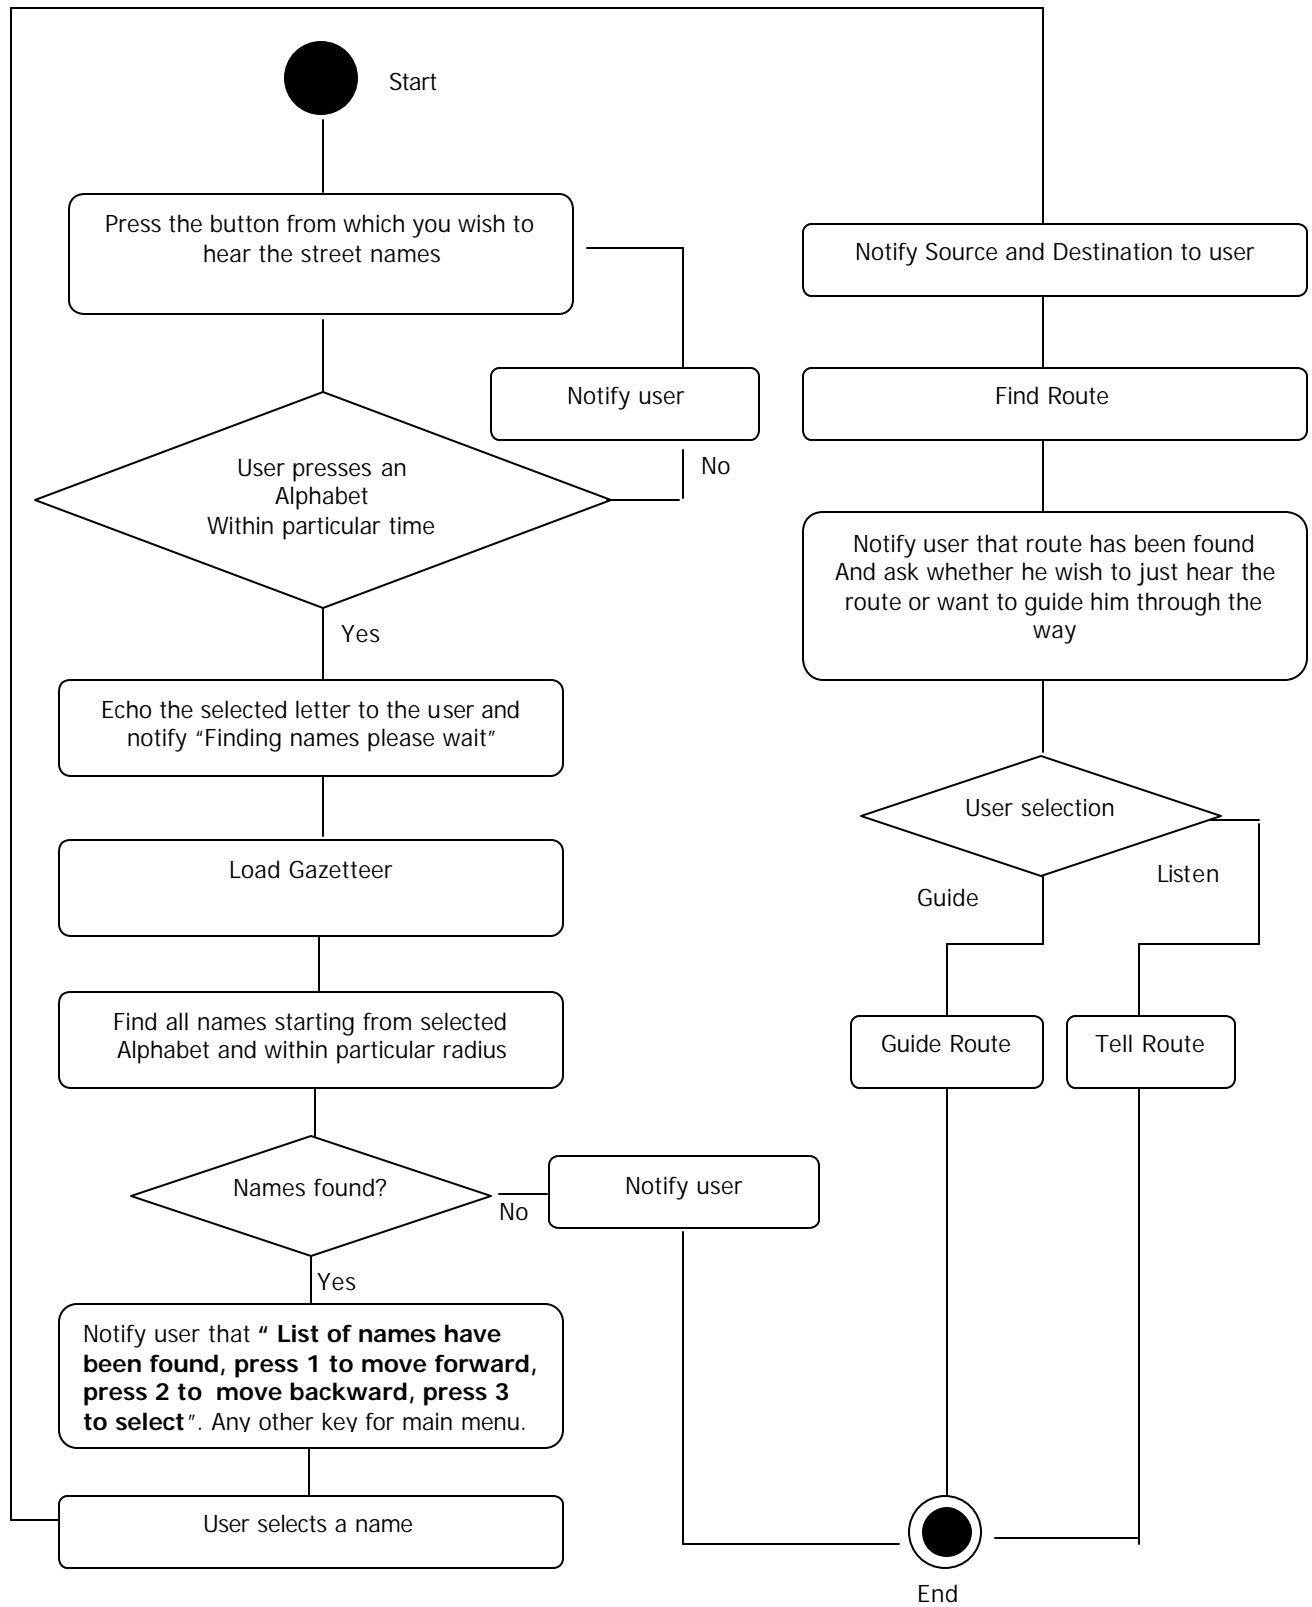 Start
Press the button from which you wish to
hear the street names
Notify user
No
User presses an
Alphabet
Within particular time
Yes
Echo the selected letter to the user and
notify “Finding names please wait”
Load Gazetteer
Find all names starting from selected
Alphabet and within particular radius
Names found?
No
Notify user
Yes
Notify user that “ List of names have
been found, press 1 to move forward,
press 2 to move backward, press 3
to select”. Any other key for main menu.
User selects a name
Notify Source and Destination to user
Find Route
Notify user that route has been found
And ask whether he wish to just hear the
route or want to guide him through the
way
User selection
Listen
Guide
Guide Route
Tell Route
End